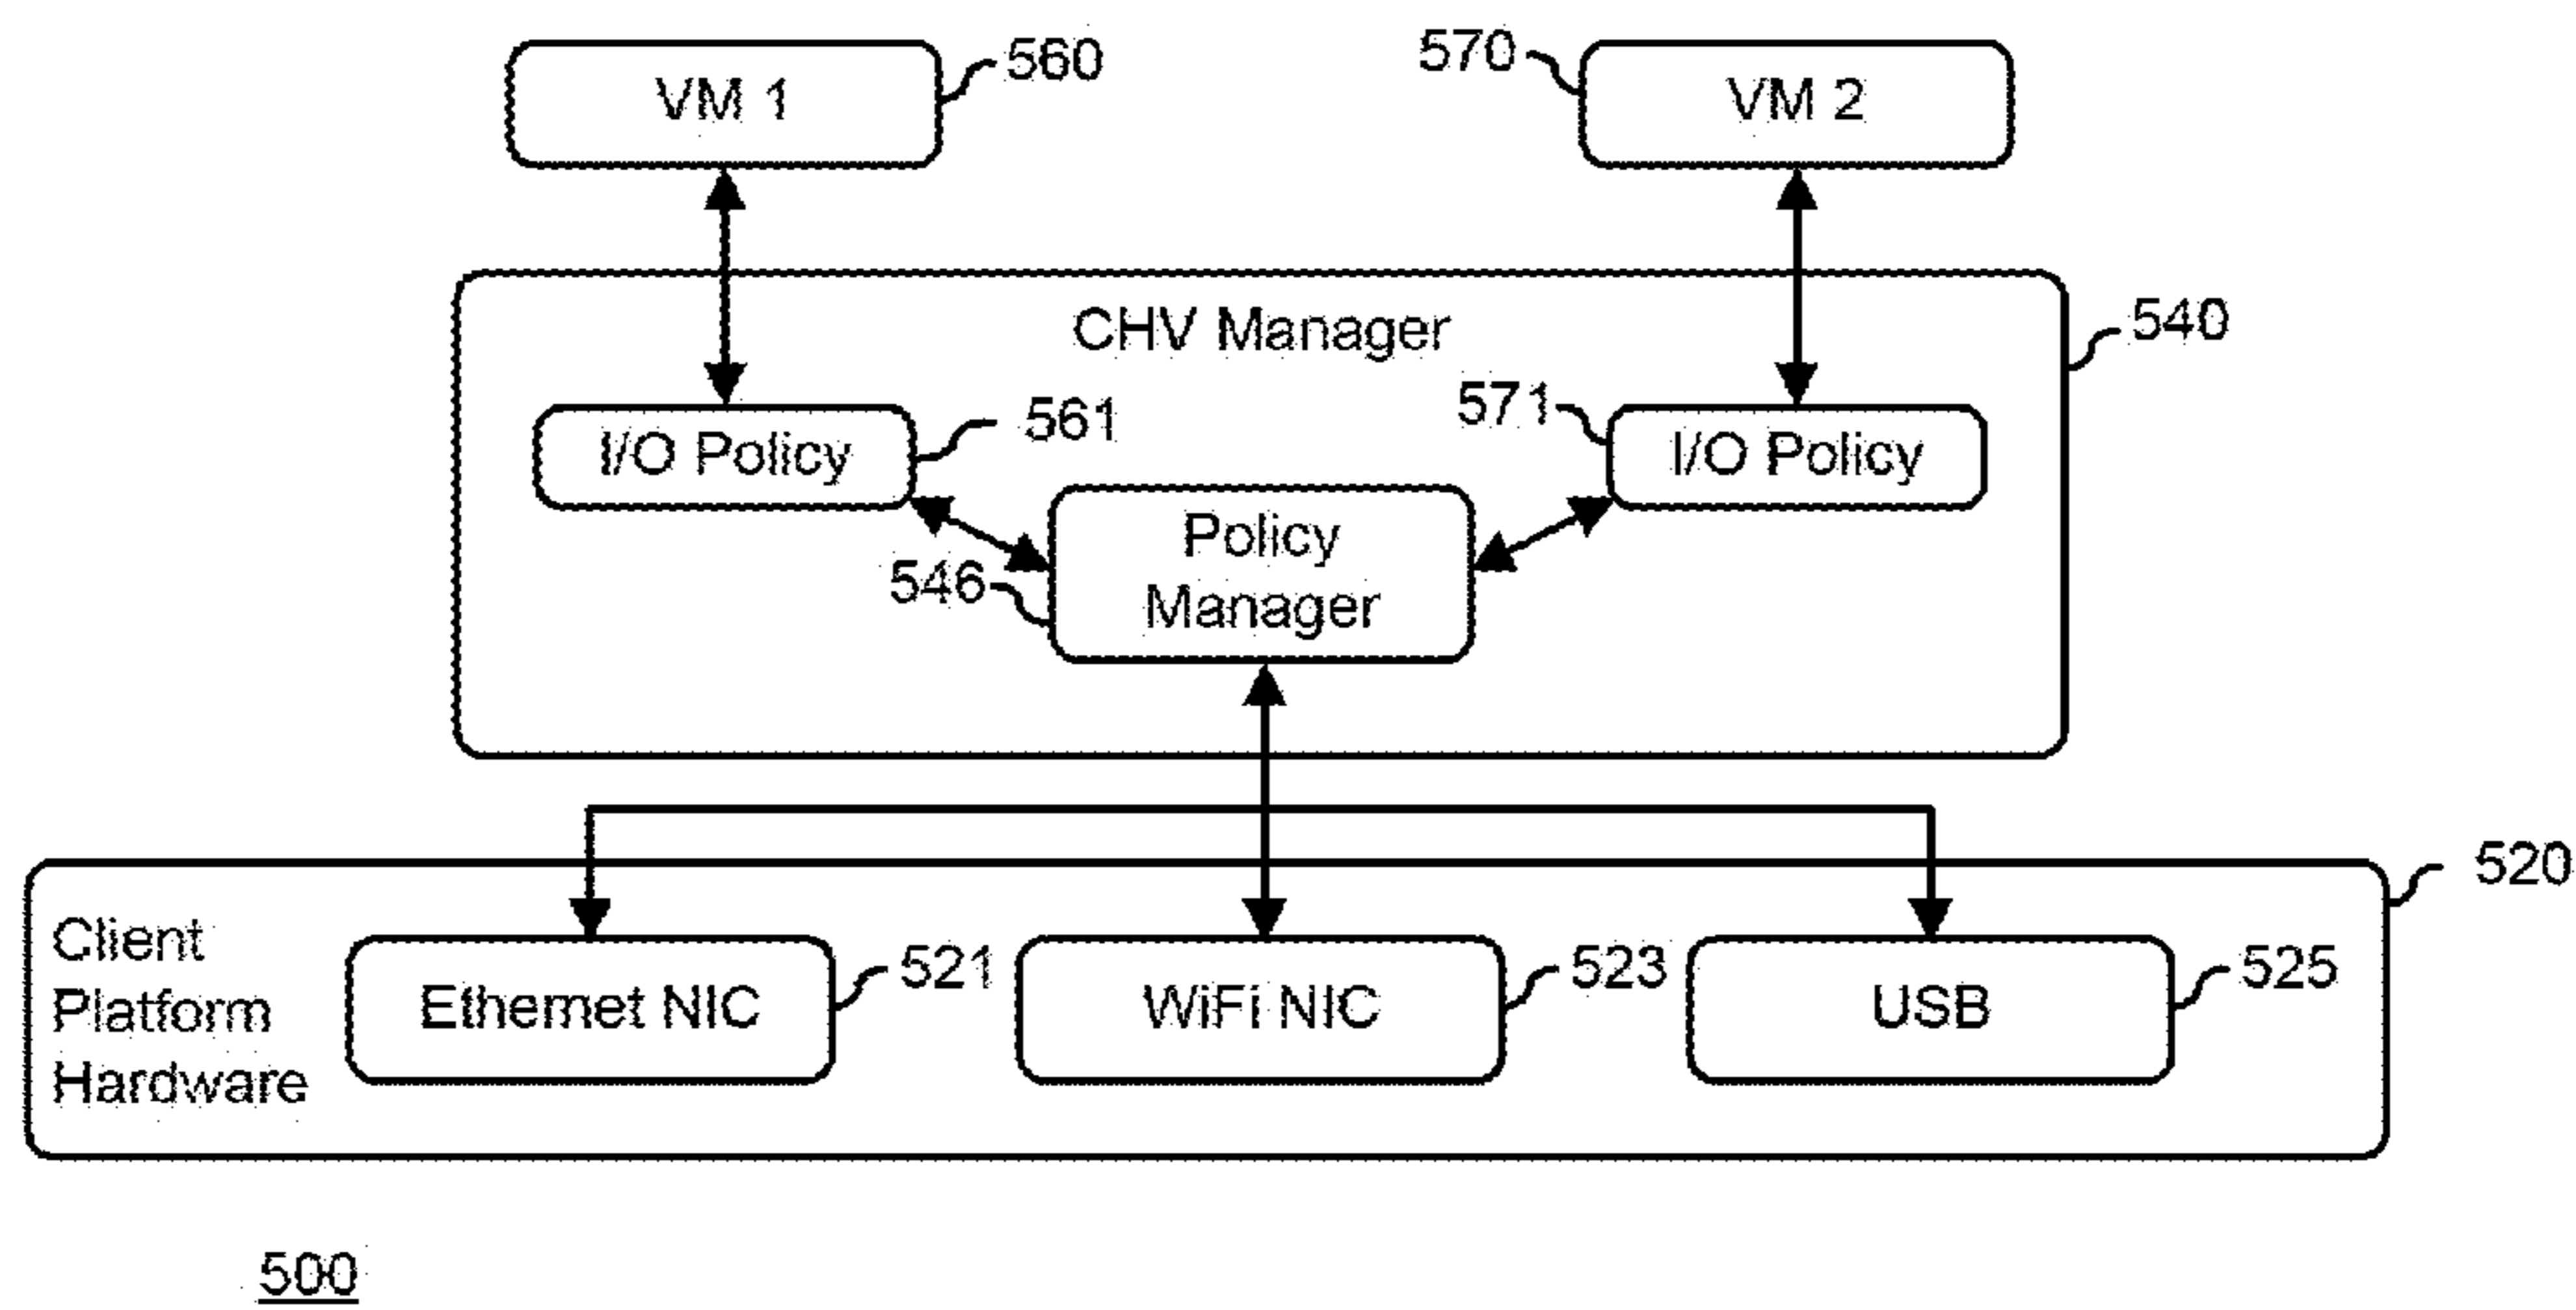 VM 1
560
570
VM 2
CHV Manager
540
I/O Policy
561
571
I/O Policy
Policy
Manager
546
520
Client
Platform
Hardware
Ethernet NIC
521
WiFi NIC
523
USB
525
500